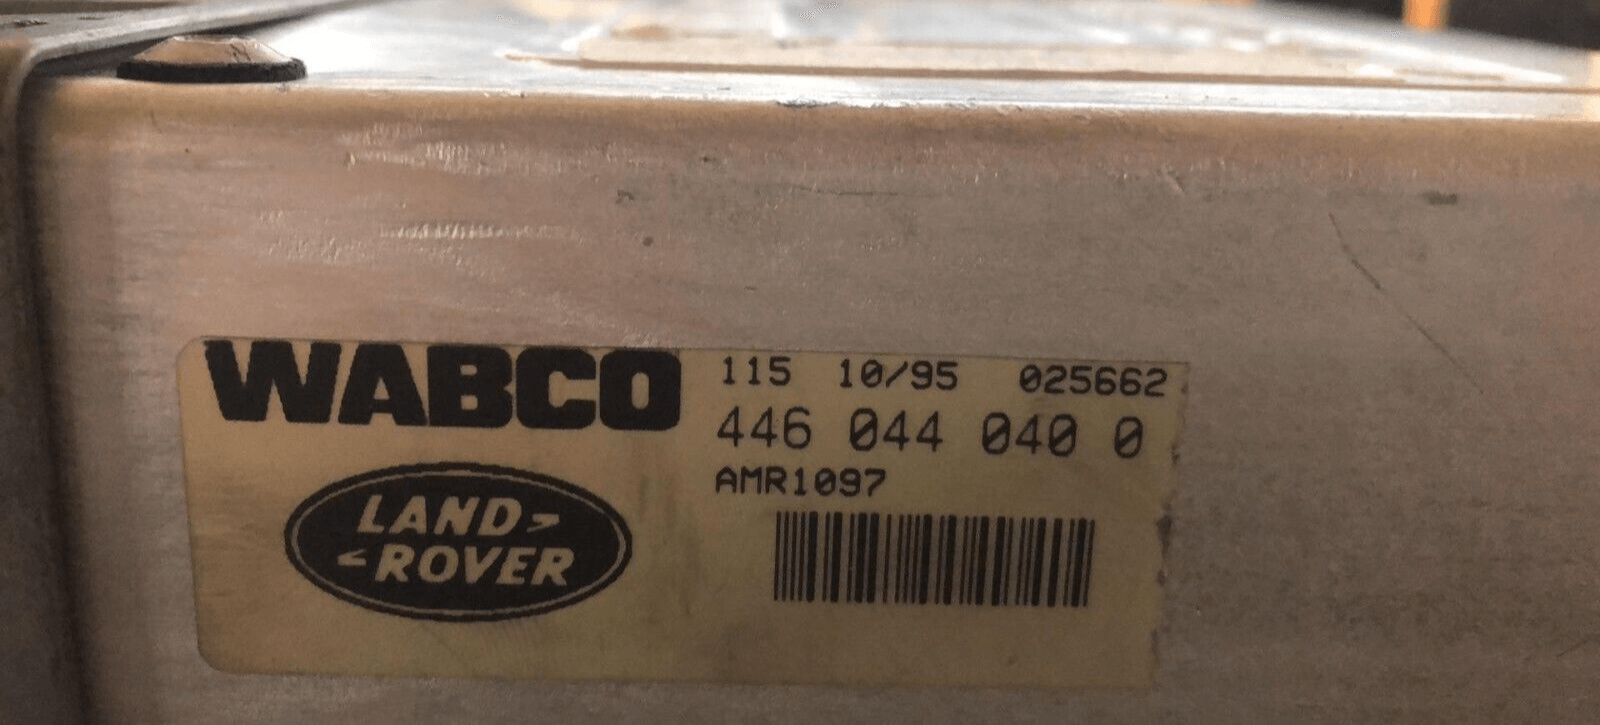 WABCO
115 10/95 025662
446 044 040 0
AMR1097
LAND
ROVER